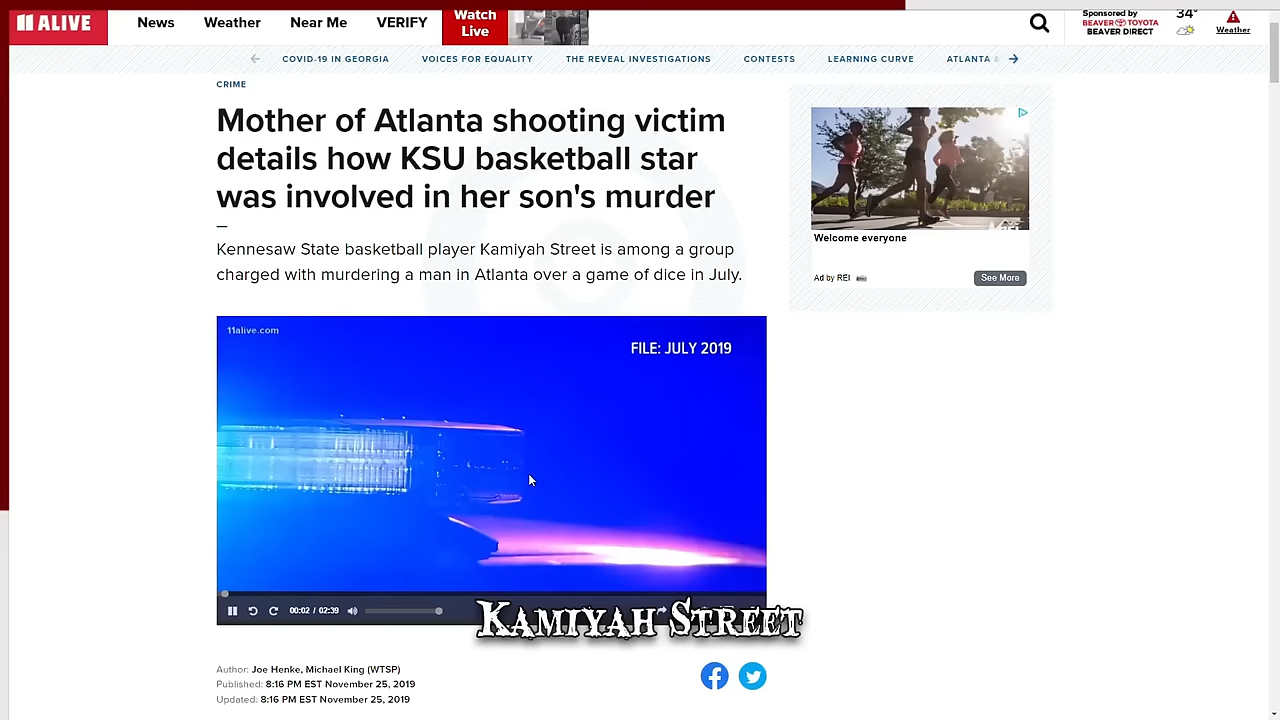 11 ALIVE
News
Weather
Near Me
VERIFY
Watch
Live
Sponsored by
BEAVER TOYOTA
BEAVER DIRECT
34°
Weather
COVID-19 IN GEORGIA
VOICES FOR EQUALITY
THE REVEAL INVESTIGATIONS
CONTESTS
LEARNING CURVE
ATLANTA &
CRIME
Mother of Atlanta shooting victim
details how KSU basketball star
was involved in her son's murder
Kennesaw State basketball player Kamiyah Street is among a group
charged with murdering a man in Atlanta over a game of dice in July.
Welcome everyone
Ad by REI
See More
11alive.com
FILE: JULY 2019
00:02 / 02:39
KAMIYAH STREET
Author: Joe Henke, Michael King (WTSP)
Published: 8:16 PM EST November 25, 2019
Updated: 8:16 PM EST November 25, 2019